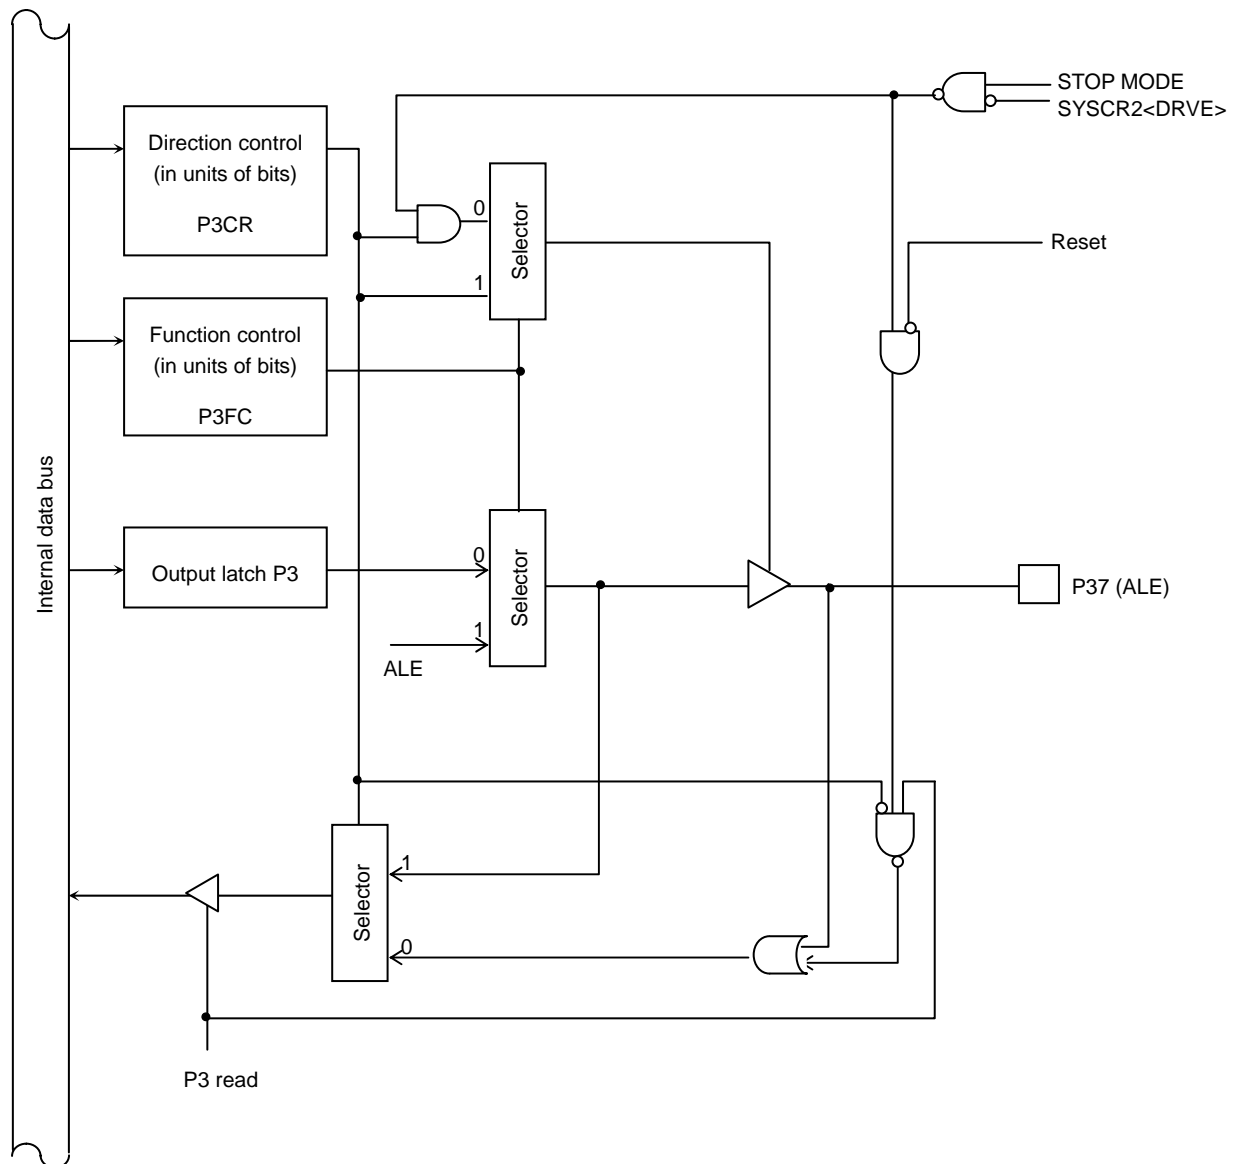 STOP MODE
SYSCR2<DRVE>
Direction control
(in units of bits)
P3CR
0
Selector
1
Reset
Function control
(in units of bits)
P3FC
Internal data bus
Output latch P3
0
Selector
1
ALE
P37 (ALE)
1
Selector
0
P3 read